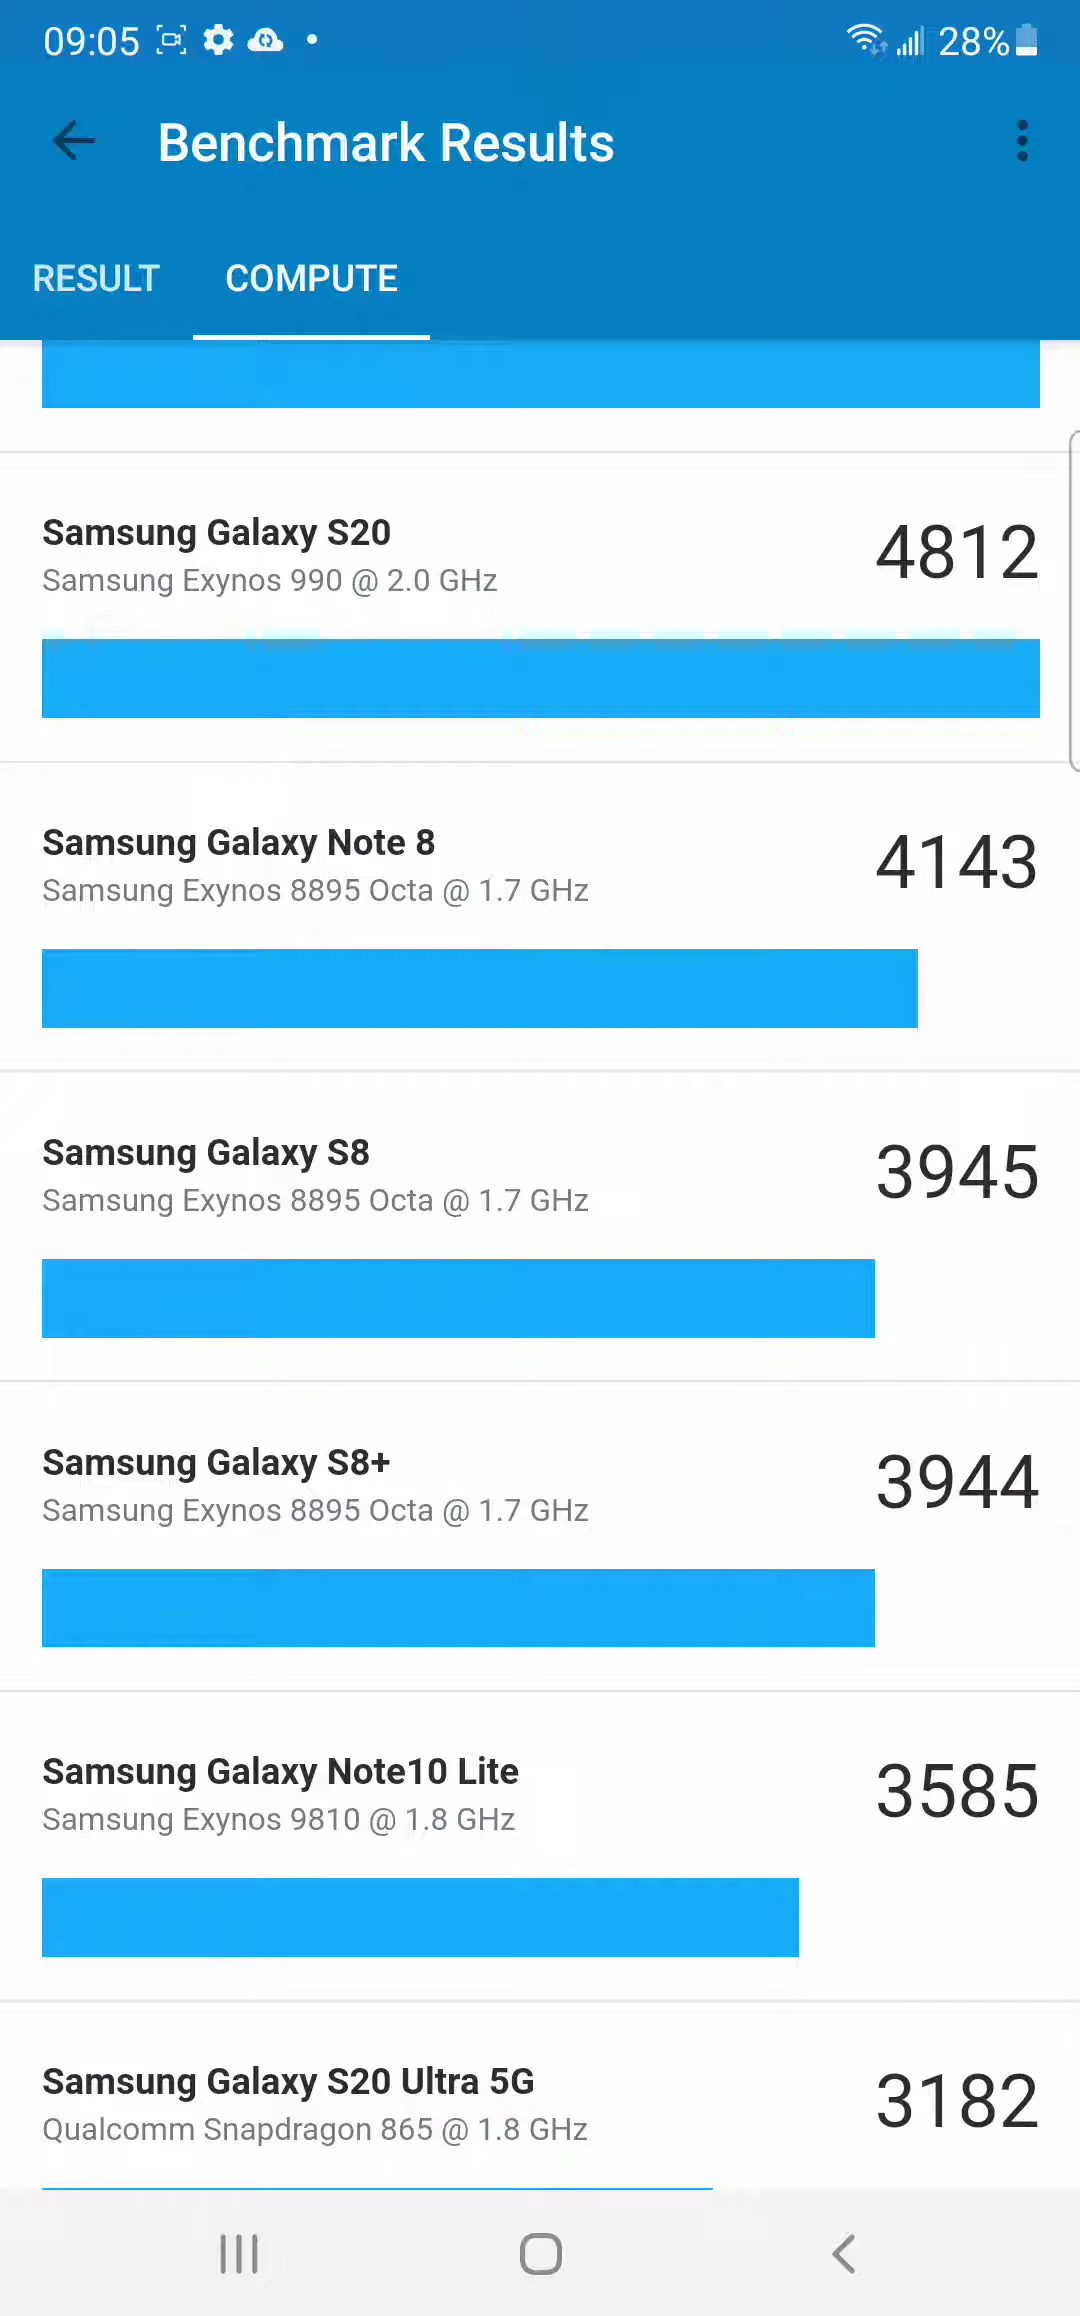 09:05 28%
Benchmark Results
RESULT COMPUTE
Samsung Galaxy S20 4812
Samsung Exynos 990 @ 2.0 GHz
Samsung Galaxy Note 8 4143
Samsung Exynos 8895 Octa @ 1.7 GHz
Samsung Galaxy S8 3945
Samsung Exynos 8895 Octa @ 1.7 GHz
Samsung Galaxy S8+ 3944
Samsung Exynos 8895 Octa @ 1.7 GHz
Samsung Galaxy Note10 Lite 3585
Samsung Exynos 9810 @ 1.8 GHz
Samsung Galaxy S20 Ultra 5G 3182
Qualcomm Snapdragon 865 @ 1.8 GHz